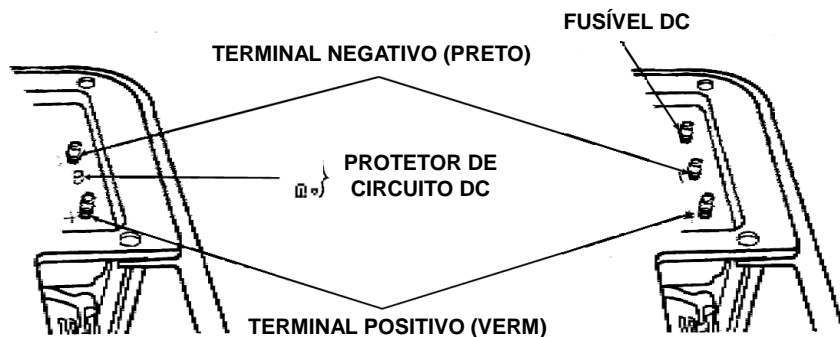 FUSÍVEL DC
TERMINAL NEGATIVO (PRETO)
PROTETOR DE
CIRCUITO DC
TERMINAL POSITIVO (VERM)